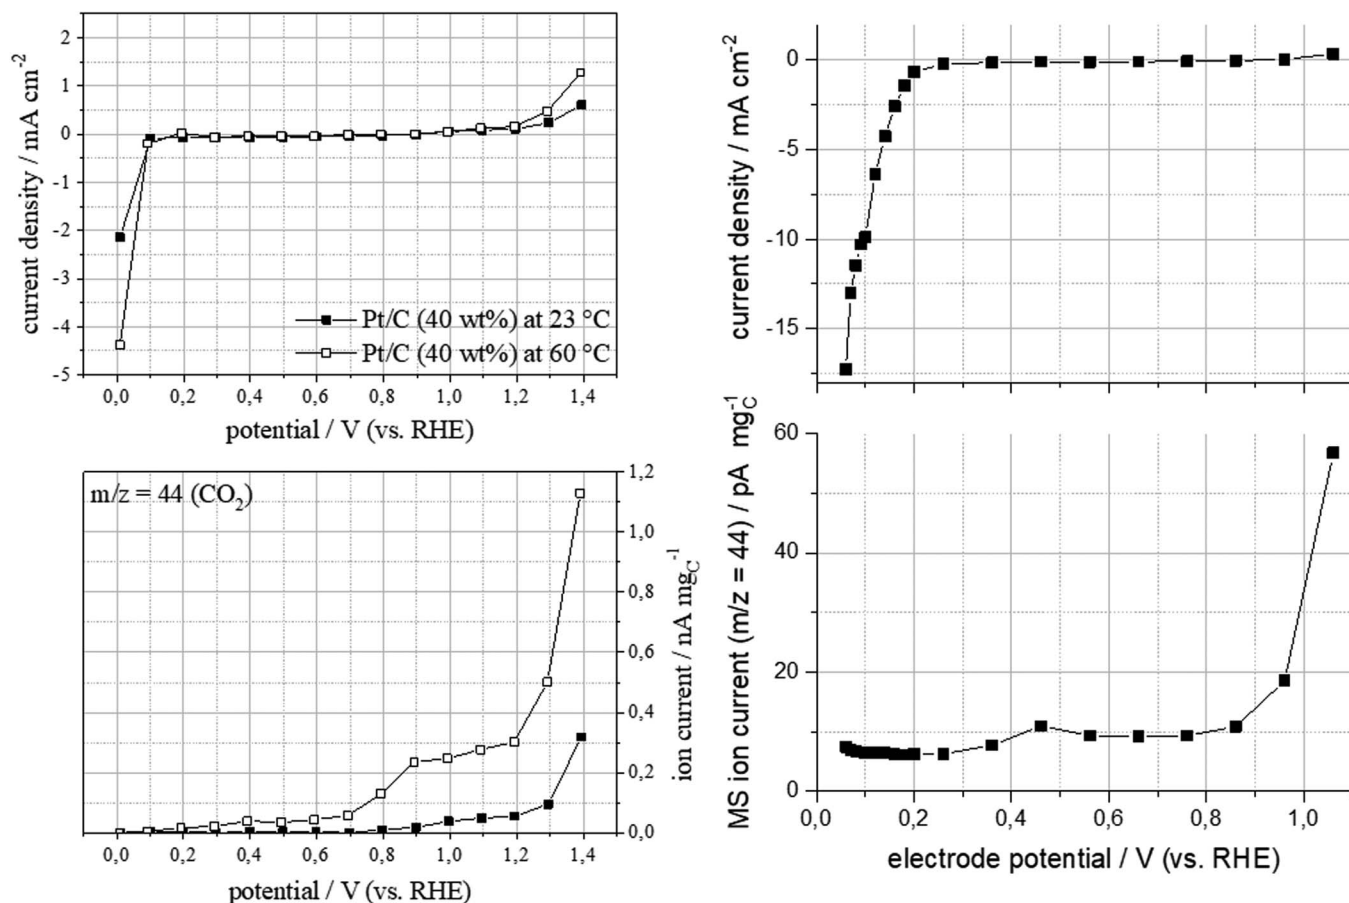 2
1
0
-1
-2
-3
-4
-5
current density / mA cm-2
Pt/C (40 wt%) at 23 °C
Pt/C (40 wt%) at 60 °C
0,0 0,2 0,4 0,6 0,8 1,0 1,2 1,4
potential / V (vs. RHE)
m/z = 44 (CO2)
1,2
1,0
0,8
0,6
0,4
0,2
0,0
ion current / nA mgC-1
0,0 0,2 0,4 0,6 0,8 1,0 1,2 1,4
potential / V (vs. RHE)
0
-5
-10
-15
current density / mA cm-2
60
40
20
0
MS ion current (m/z = 44) / pA mgC-1
0,0 0,2 0,4 0,6 0,8 1,0
electrode potential / V (vs. RHE)